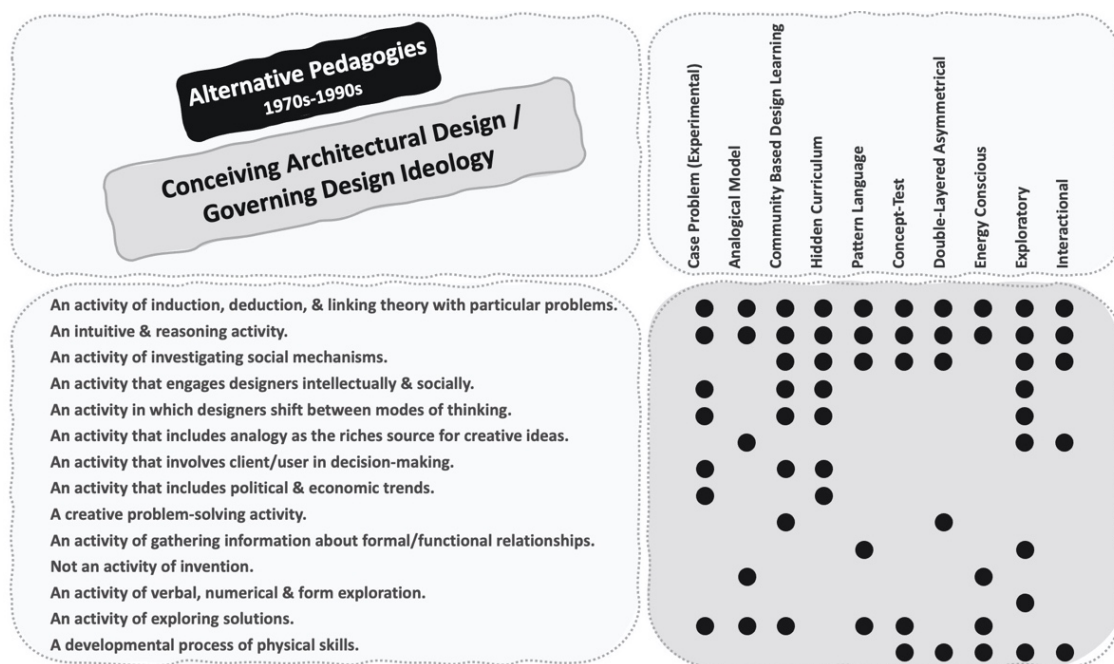 Alternative Pedagogies
1970s-1990s
Conceiving Architectural Design /
Governing Design Ideology
Case Problem (Experimental)
Analogical Model
Community Based Design Learning
Hidden Curriculum
Pattern Language
Concept-Test
Double-Layered Asymmetrical
Energy Conscious
Exploratory
Interactional
An activity of induction, deduction, & linking theory with particular problems.
An intuitive & reasoning activity.
An activity of investigating social mechanisms.
An activity that engages designers intellectually & socially.
An activity in which designers shift between modes of thinking.
An activity that includes analogy as the riches source for creative ideas.
An activity that involves client/user in decision-making.
An activity that includes political & economic trends.
A creative problem-solving activity.
An activity of gathering information about formal/functional relationships.
Not an activity of invention.
An activity of verbal, numerical & form exploration.
An activity of exploring solutions.
A developmental process of physical skills.